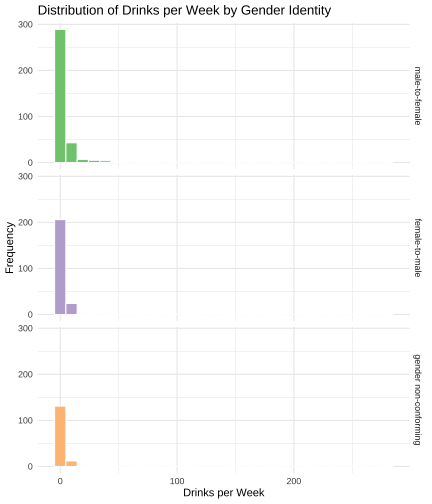 Distribution of Drinks per Week by Gender Identity
300
200
100
0
male-to-female
300
200
100
0
female-to-male
300
200
100
0
gender non-conforming
Frequency
0 100 200
Drinks per Week